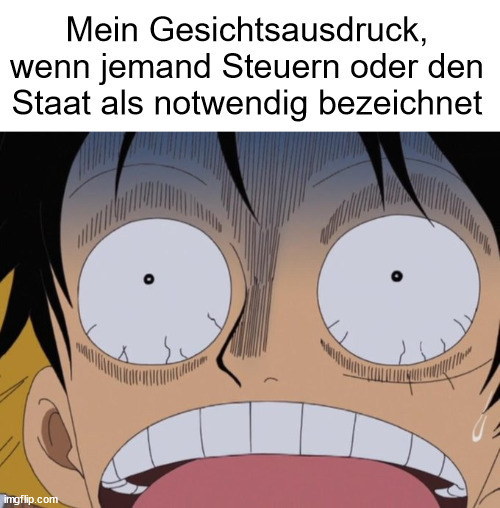 Mein Gesichtsausdruck,
wenn jemand Steuern oder den
Staat als notwendig bezeichnet
imgflip.com